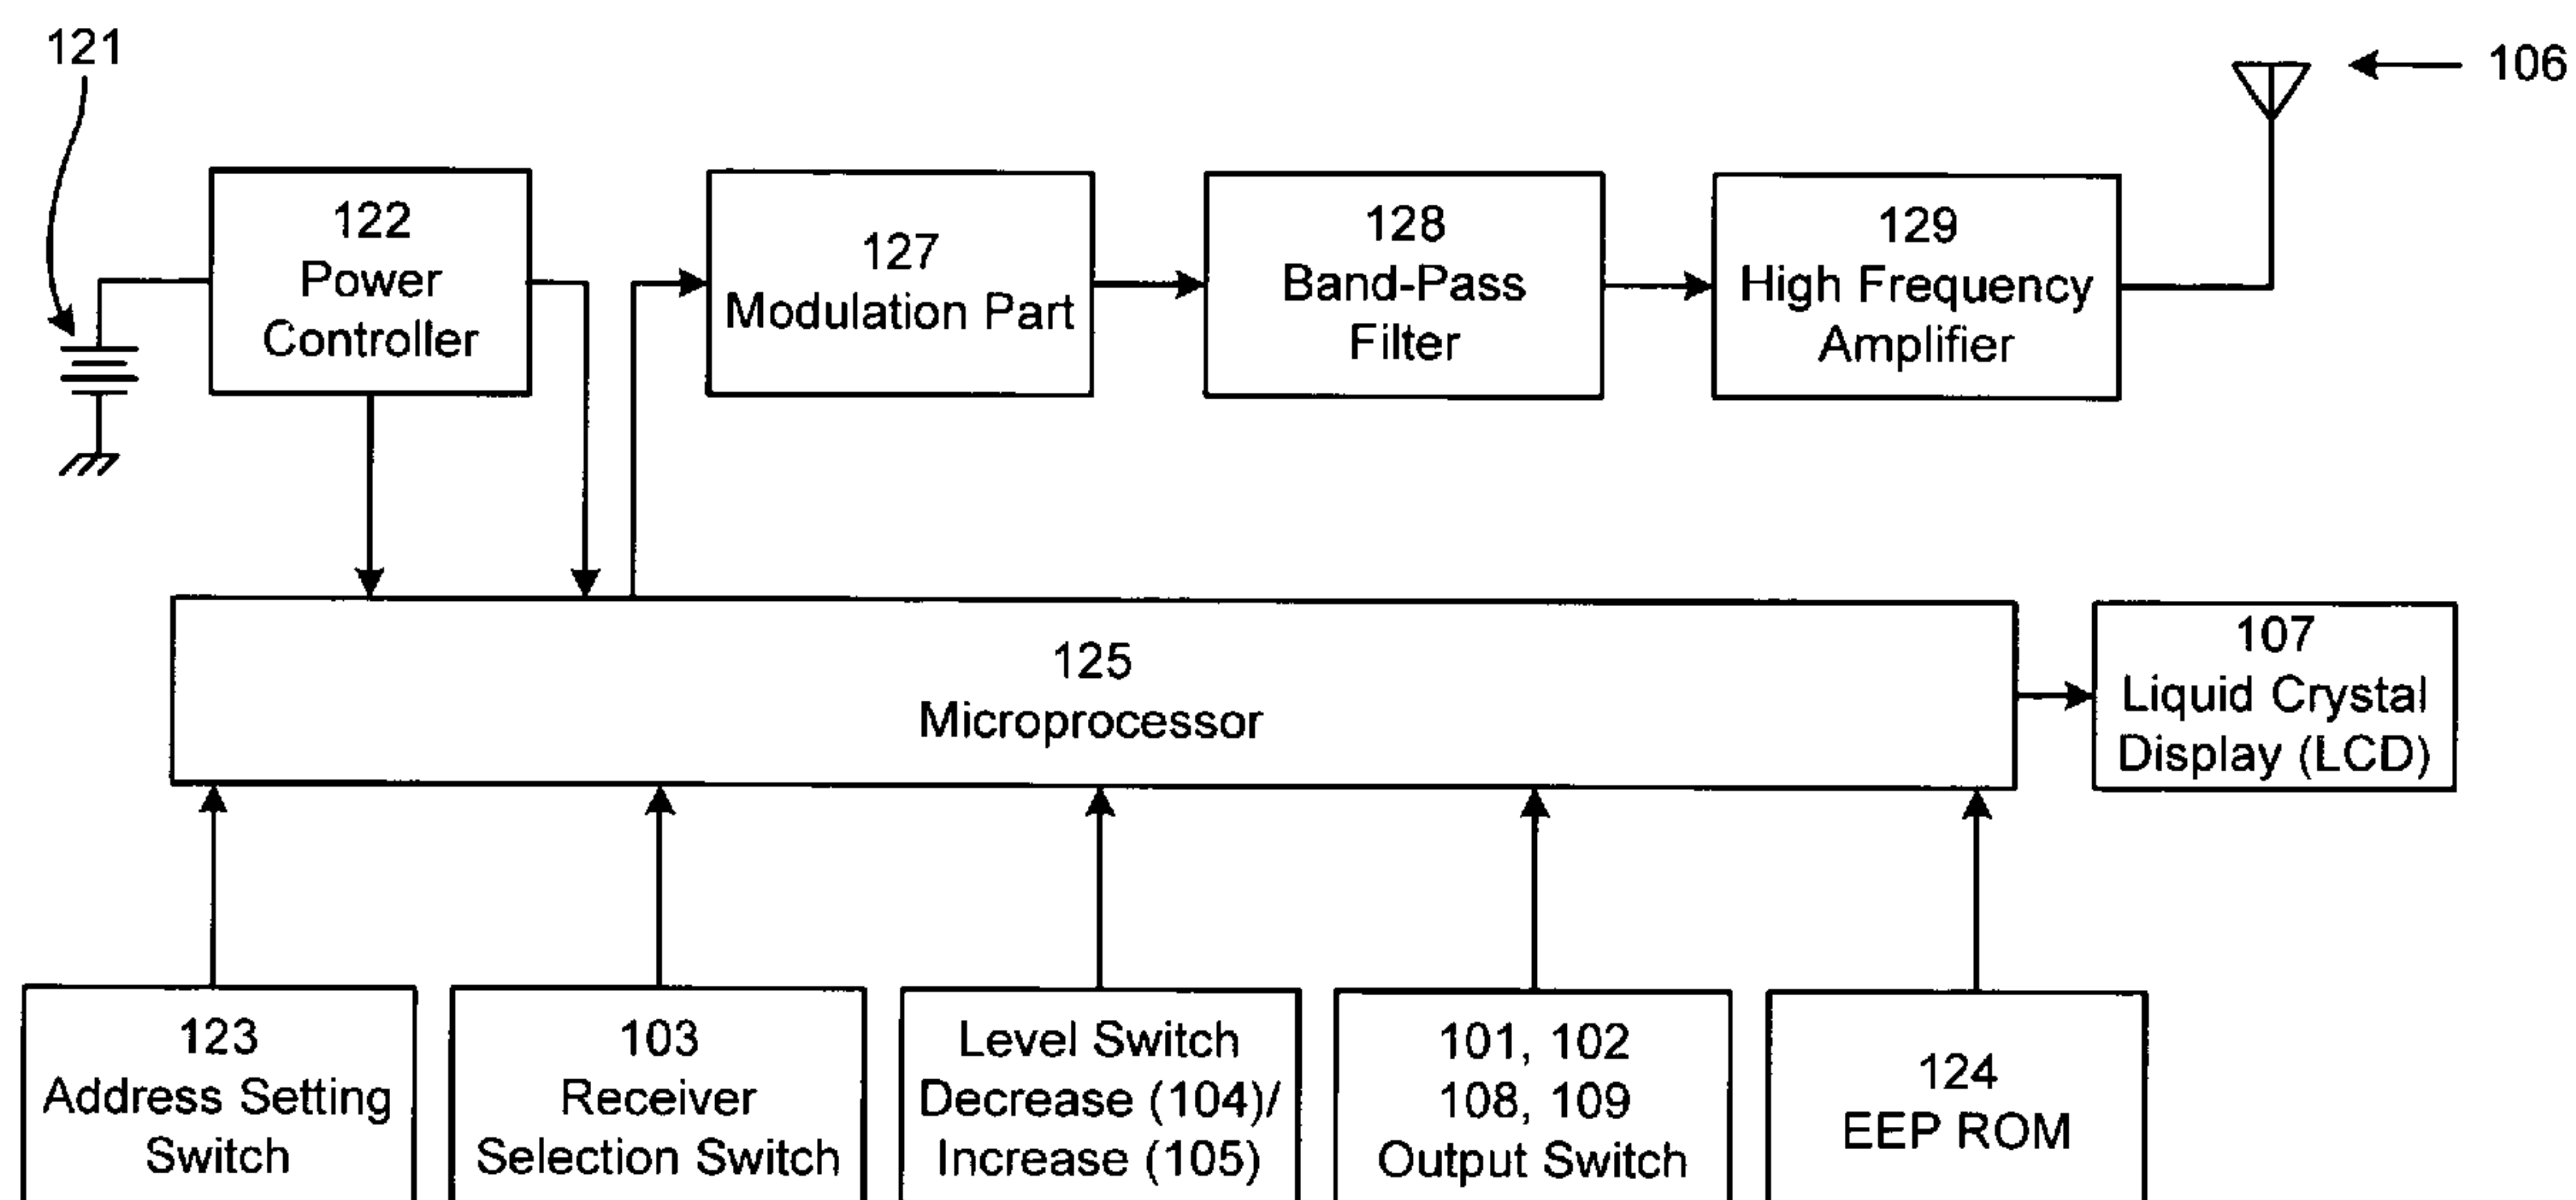 121
106
122
Power
Controller
127
Modulation Part
128
Band-Pass
Filter
129
High Frequency
Amplifier
125
Microprocessor
107
Liquid Crystal
Display (LCD)
123
Address Setting
Switch
103
Receiver
Selection Switch
Level Switch
Decrease (104)/
Increase (105)
101, 102
108, 109
Output Switch
124
EEP ROM